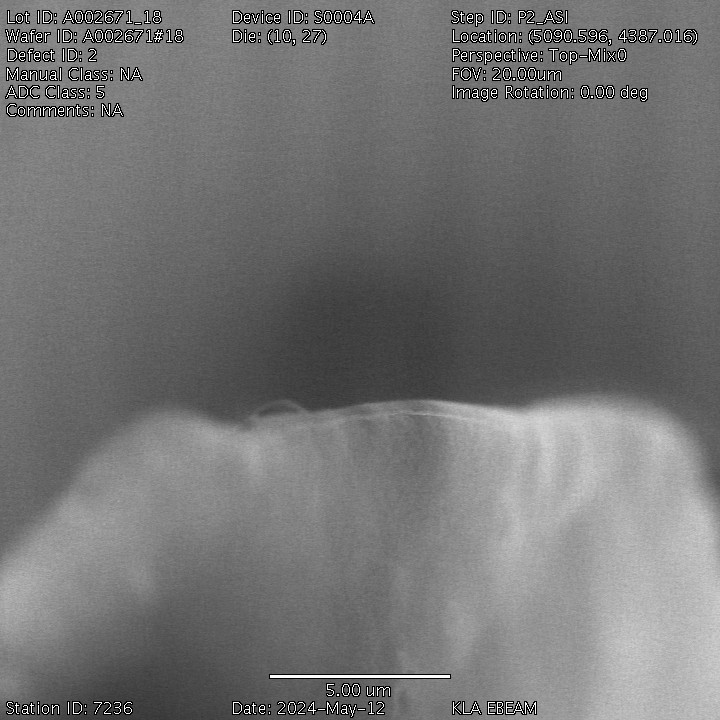 Lot ID: A002671_18 Device ID: S0004A Step ID: P2_ASI
Wafer ID: A002671#18 Die: (10, 27) Location: (5090.596, 4387.016)
Defect ID: 2 Perspective: Top-Mix0
Manual Class: NA FOV: 20.00um
ADC Class: 5 Image Rotation: 0.00 deg
Comments: NA
5.00 um
Station ID: 7236 Date: 2024-May-12 KLA EBEAM